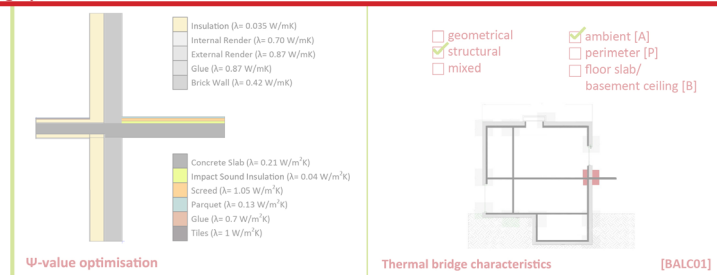 Insulation (λ= 0.035 W/mK)
Internal Render (λ= 0.70 W/mK)
External Render (λ= 0.87 W/mK)
Glue (λ= 0.87 W/mK)
Brick Wall (λ= 0.42 W/mK)
Concrete Slab (λ= 0.21 W/m²K)
Impact Sound Insulation (λ= 0.04 W/m²K)
Screed (λ= 1.05 W/m²K)
Parquet (λ= 0.13 W/m²K)
Glue (λ= 0.7 W/m²K)
Tiles (λ= 1 W/m²K)
Ψ-value optimisation
geometrical
structural
mixed
ambient [A]
perimeter [P]
floor slab/
basement ceiling [B]
Thermal bridge characteristics [BALC01]